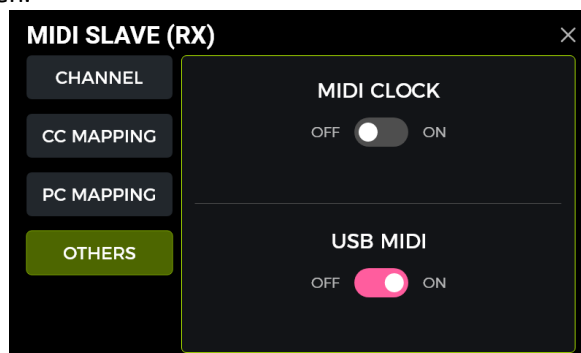 MIDI SLAVE (RX)
CHANNEL
CC MAPPING
PC MAPPING
OTHERS
MIDI CLOCK
OFF ON
USB MIDI
OFF ON